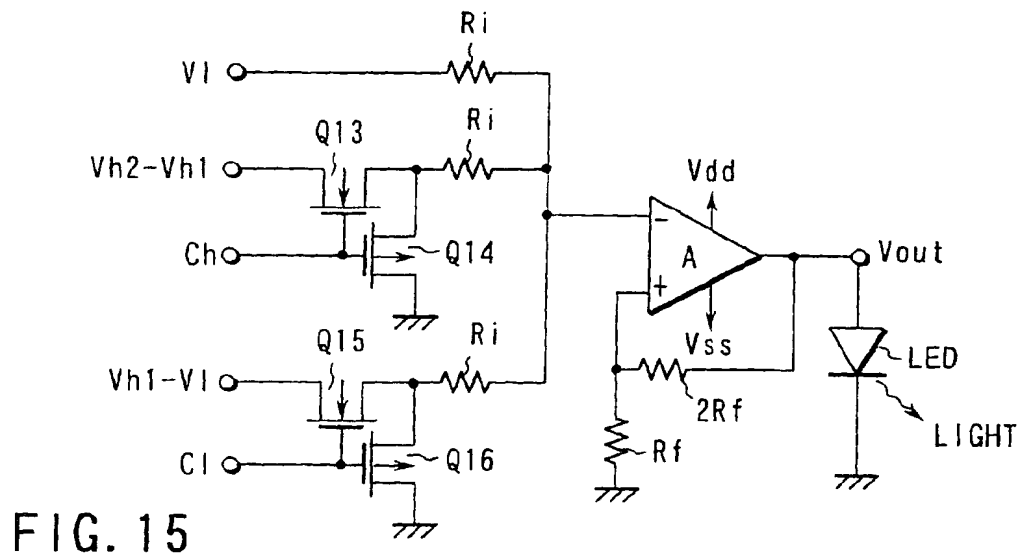 Ri
Vl
Q13
Ri
Vh2-Vh1
Vdd
Ch
Q14
-
A
+
Vout
Q15
Ri
Vss
LED
Vh1-Vl
2Rf
LIGHT
Cl
Q16
Rf
FIG. 15